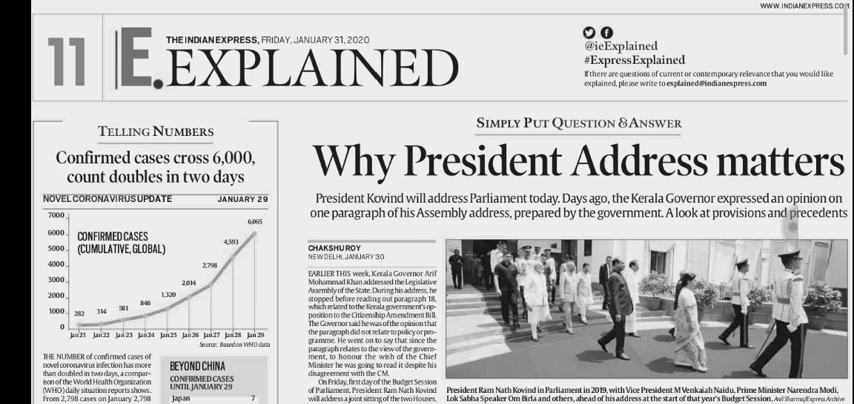 WWW.INDIANEXPRESS.COM
11
E.EXPLAINED
THE INDIAN EXPRESS, FRIDAY, JANUARY 31, 2020
@ieExplained
#ExpressExplained
If there are questions of current or contemporary relevance that you would like
explained, please write to explained@indianexpress.com
TELLING NUMBERS
Confirmed cases cross 6,000,
count doubles in two days
NOVEL CORONAVIRUS UPDATE JANUARY 29
7000
6000
5000
4000
3000
2000
1000
0
CONFIRMED CASES
(CUMULATIVE, GLOBAL)
282 314 581 846 1,320 2,014 2,798 4,593 6,065
Jan 21 Jan 22 Jan 23 Jan 24 Jan 25 Jan 26 Jan 27 Jan 28 Jan 29
Source: Based on WHO data
THE NUMBER of confirmed cases of
novel coronavirus infection has more
than doubled in two days, a compar-
ison of the World Health Organization
(WHO) daily situation reports shows.
From 2,798 cases on January 2,798
BEYOND CHINA
CONFIRMED CASES
UNTIL JANUARY 29
Japan 7
SIMPLY PUT QUESTION & ANSWER
Why President Address matters
President Kovind will address Parliament today. Days ago, the Kerala Governor expressed an opinion on
one paragraph of his Assembly address, prepared by the government. A look at provisions and precedents
CHAKSHU ROY
NEW DELHI, JANUARY 30
EARLIER THIS week, Kerala Governor Arif
Mohammad Khan addressed the Legislative
Assembly of the State. During his address, he
stopped before reading out paragraph 18,
which related to the Kerala government's op-
position to the Citizenship Amendment Bill.
The Governor said he was of the opinion that
the paragraph did not relate to policy or pro-
gramme. He went on to say that since the
paragraph relates to the view of the govern-
ment, to honour the wish of the Chief
Minister he was going to read it despite his
disagreement with the CM.
On Friday, first day of the Budget Session
of Parliament, President Ram Nath Kovind
will address a joint sitting of the two Houses.
President Ram Nath Kovind in Parliament in 2019, with Vice President M Venkaiah Naidu, Prime Minister Narendra Modi,
Lok Sabha Speaker Om Birla and others, ahead of his address at the start of that year's Budget Session. Anil Sharma/Express Archive